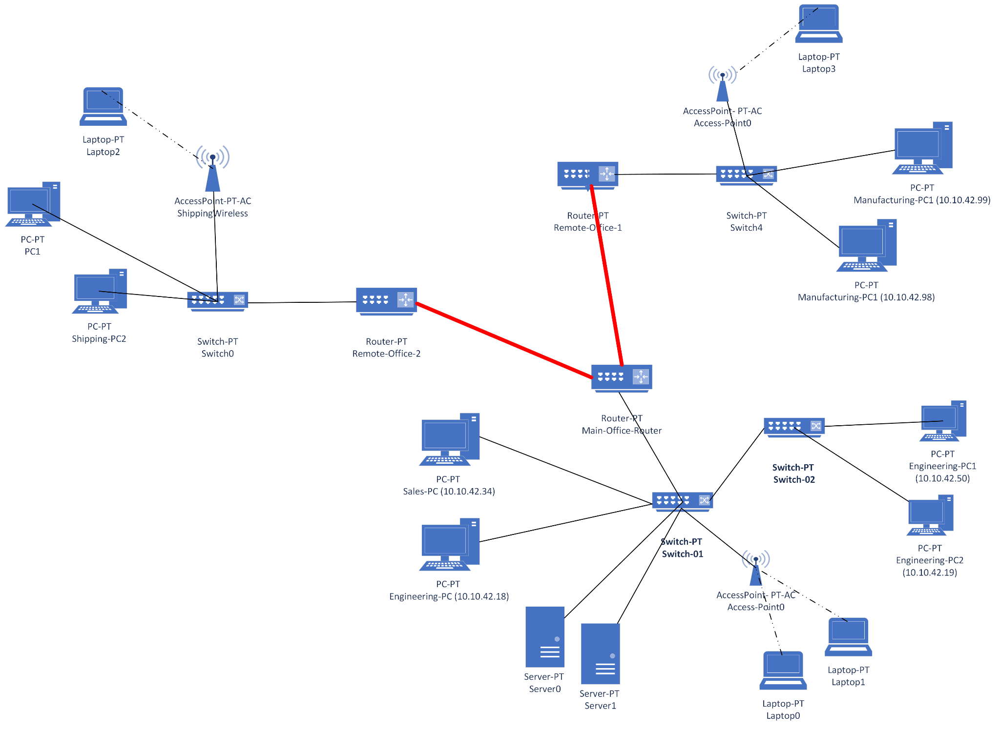 Laptop-PT
Laptop3
AccessPoint- PT-AC
Access-Point0
Laptop-PT
Laptop2
AccessPoint-PT-AC
ShippingWireless
PC-PT
Manufacturing-PC1 (10.10.42.99)
Router-PT
Remote-Office-1
Switch-PT
Switch4
PC-PT
PC1
PC-PT
Manufacturing-PC1 (10.10.42.98)
PC-PT
Shipping-PC2
Switch-PT
Switch0
Router-PT
Remote-Office-2
Router-PT
Main-Office-Router
PC-PT
Sales-PC (10.10.42.34)
Switch-PT
Switch-02
PC-PT
Engineering-PC1
(10.10.42.50)
Switch-PT
Switch-01
PC-PT
Engineering-PC2
(10.10.42.19)
PC-PT
Engineering-PC (10.10.42.18)
AccessPoint- PT-AC
Access-Point0
Server-PT
Server0
Server-PT
Server1
Laptop-PT
Laptop1
Laptop-PT
Laptop0